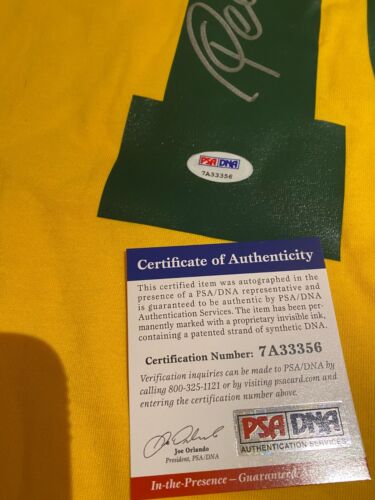 PSA DNA
7A33356
Certificate of Authenticity
This certified item was autographed in the
presence of a PSA/DNA representative and
is guaranteed to be authentic by PSA/DNA
Authentication Services. The item has been per-
manently marked with a proprietary invisible ink,
containing a patented strand of synthetic DNA.
Certification Number: 7A33356
Verification inquiries can be made to PSA/DNA by
calling 800-325-1121 or by visiting psacard.com and
entering the certification number above.
Joe Orlando
President, PSA/DNA
PSA DNA
AUTHENTICATION SERVICES
In-the-Presence – Guaranteed